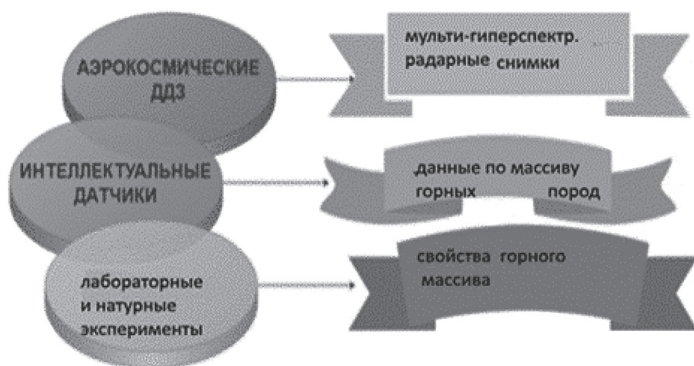 АЭРОКОСМИЧЕСКИЕ
ДДЗ
мульти-гиперспектр.
радарные снимки
ИНТЕЛЛЕКТУАЛЬНЫЕ
ДАТЧИКИ
данные по массиву
горных пород
лабораторные
и натурные
эксперименты
свойства горного
массива